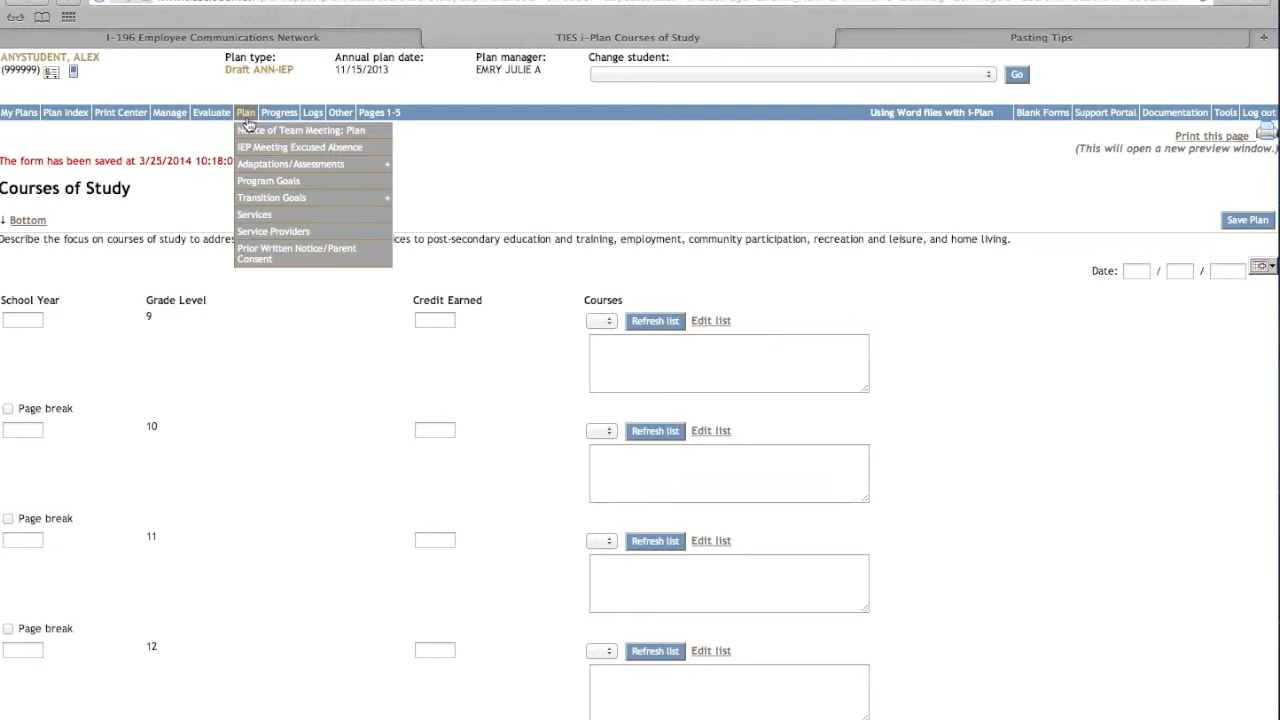 I-196 Employee Communications Network TIES i-Plan Courses of Study Pasting Tips +
ANYSTUDENT, ALEX Plan type: Annual plan date: Plan manager: Change student:
(999999) Draft ANN-IEP 11/15/2013 EMRY JULIE A Go
My Plans Plan Index Print Center Manage Evaluate Plan Progress Logs Other Pages 1-5 Using Word files with i-Plan Blank Forms Support Portal Documentation Tools Log out
of Team Meeting: Plan
Print this page
IEP Meeting Excused Absence
(This will open a new preview window.)
The form has been saved at 3/25/2014 10:18:0
Adaptations/Assessments +
Program Goals
Courses of Study
Transition Goals +
Services
↓ Bottom
Save Plan
Service Providers
Describe the focus on courses of study to addre ces to post-secondary education and training, employment, community participation, recreation and leisure, and home living.
Prior Written Notice/Parent
Consent
Date: / /
School Year Grade Level Credit Earned Courses
9 Refresh list Edit list
Page break
10 Refresh list Edit list
Page break
11 Refresh list Edit list
Page break
12 Refresh list Edit list